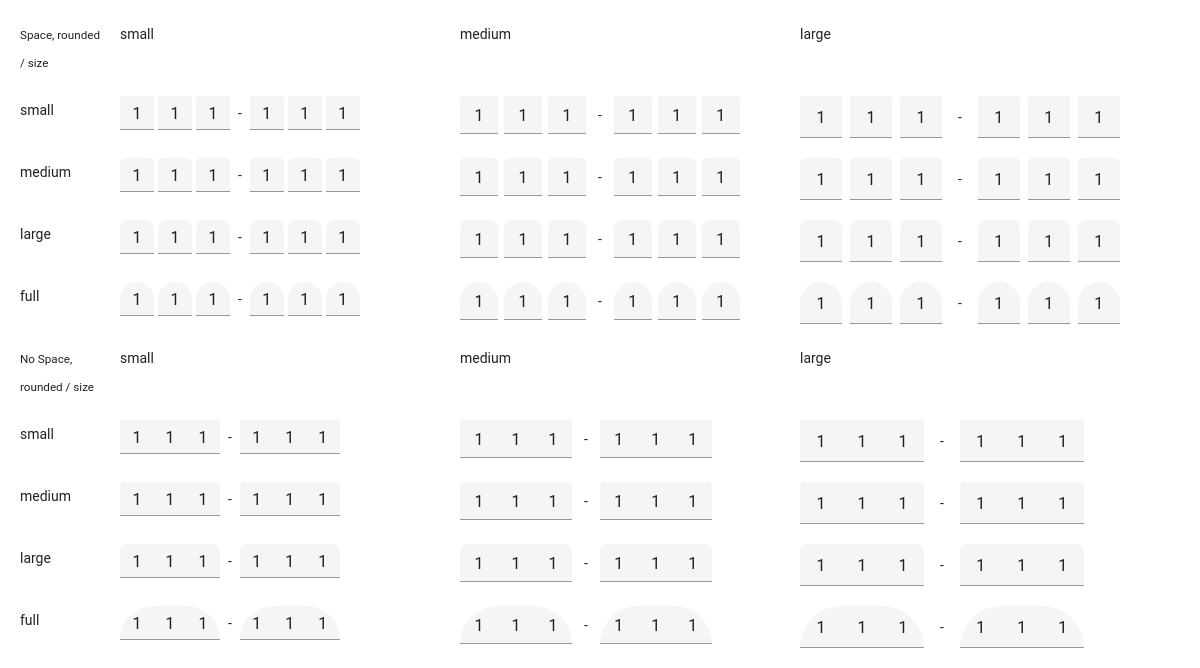 Space, rounded / size small medium large
small 1 1 1 - 1 1 1 1 1 1 - 1 1 1 1 1 1 - 1 1 1
medium 1 1 1 - 1 1 1 1 1 1 - 1 1 1 1 1 1 - 1 1 1
large 1 1 1 - 1 1 1 1 1 1 - 1 1 1 1 1 1 - 1 1 1
full 1 1 1 - 1 1 1 1 1 1 - 1 1 1 1 1 1 - 1 1 1
No Space, rounded / size small medium large
small 1 1 1 - 1 1 1 1 1 1 - 1 1 1 1 1 1 - 1 1 1
medium 1 1 1 - 1 1 1 1 1 1 - 1 1 1 1 1 1 - 1 1 1
large 1 1 1 - 1 1 1 1 1 1 - 1 1 1 1 1 1 - 1 1 1
full 1 1 1 - 1 1 1 1 1 1 - 1 1 1 1 1 1 - 1 1 1